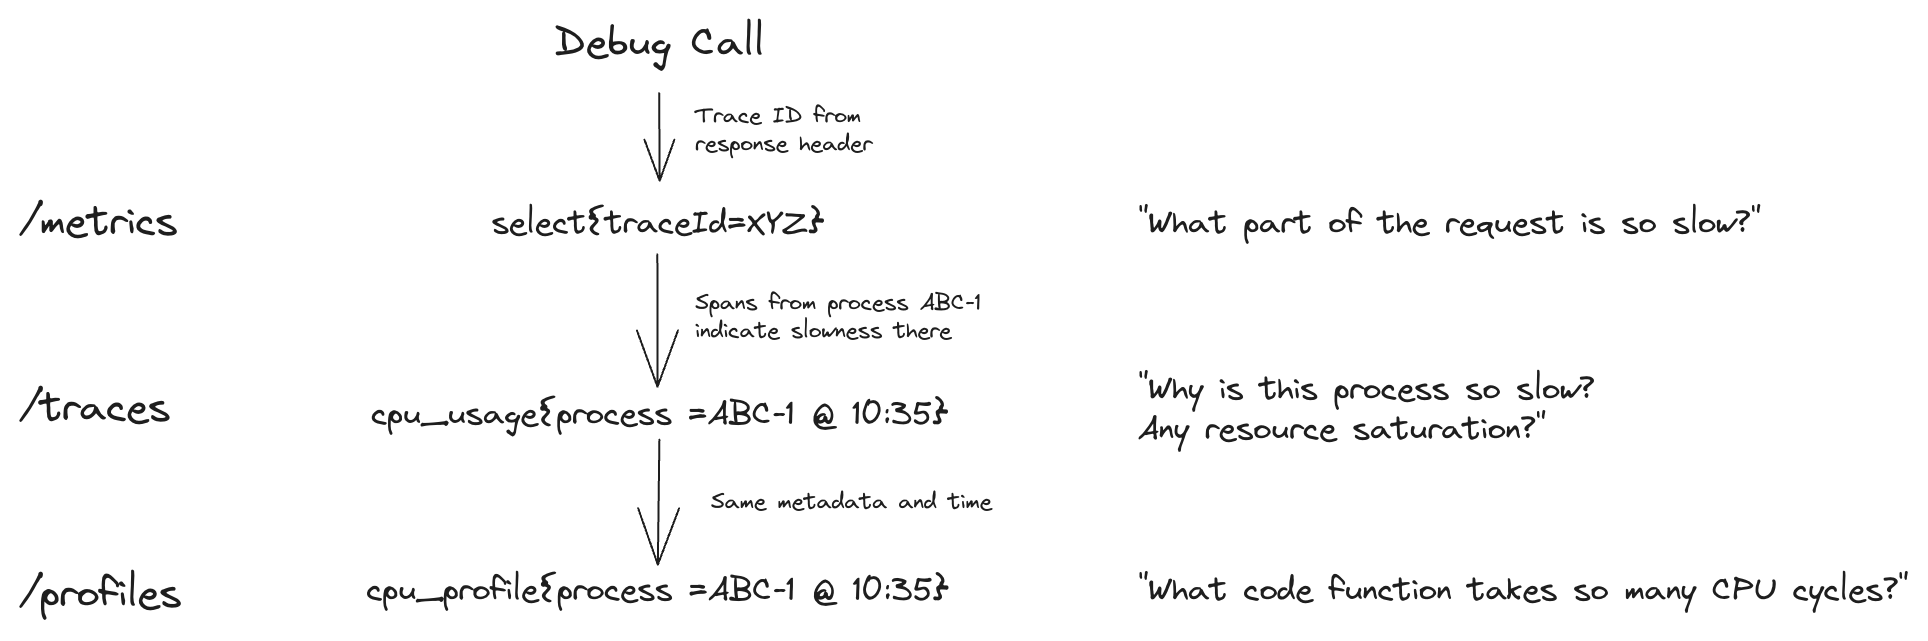 Debug Call
Trace ID from
response header
/metrics
select{traceId=XYZ}
"What part of the request is so slow?"
Spans from process ABC-1
indicate slowness there
/traces
cpu_usage{process =ABC-1 @ 10:35}
"Why is this process so slow?
Any resource saturation?"
Same metadata and time
/profiles
cpu_profile{process =ABC-1 @ 10:35}
"What code function takes so many CPU cycles?"